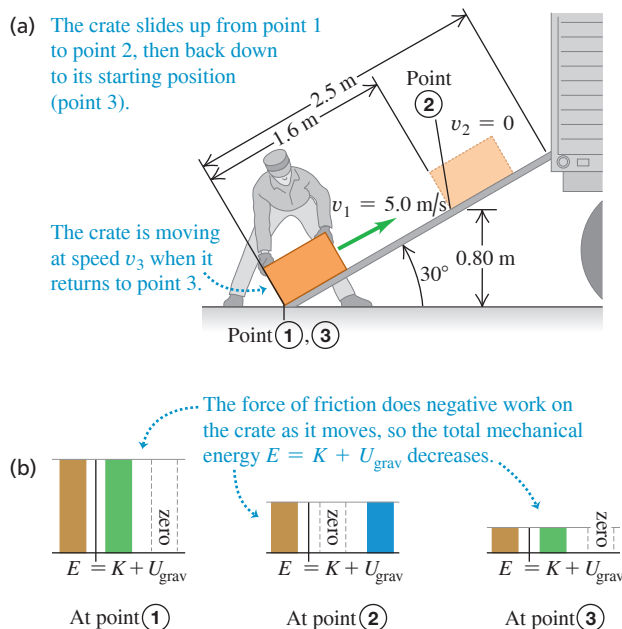 (a) The crate slides up from point 1
to point 2, then back down
to its starting position
(point 3).
2.5 m
1.6 m
Point
2
v₂ = 0
v₁ = 5.0 m/s
The crate is moving
at speed v₃ when it
returns to point 3.
30°
0.80 m
Point 1, 3
The force of friction does negative work on
the crate as it moves, so the total mechanical
energy E = K + U_grav decreases.
(b)
zero
zero
zero
E = K + U_grav
E = K + U_grav
E = K + U_grav
At point 1
At point 2
At point 3